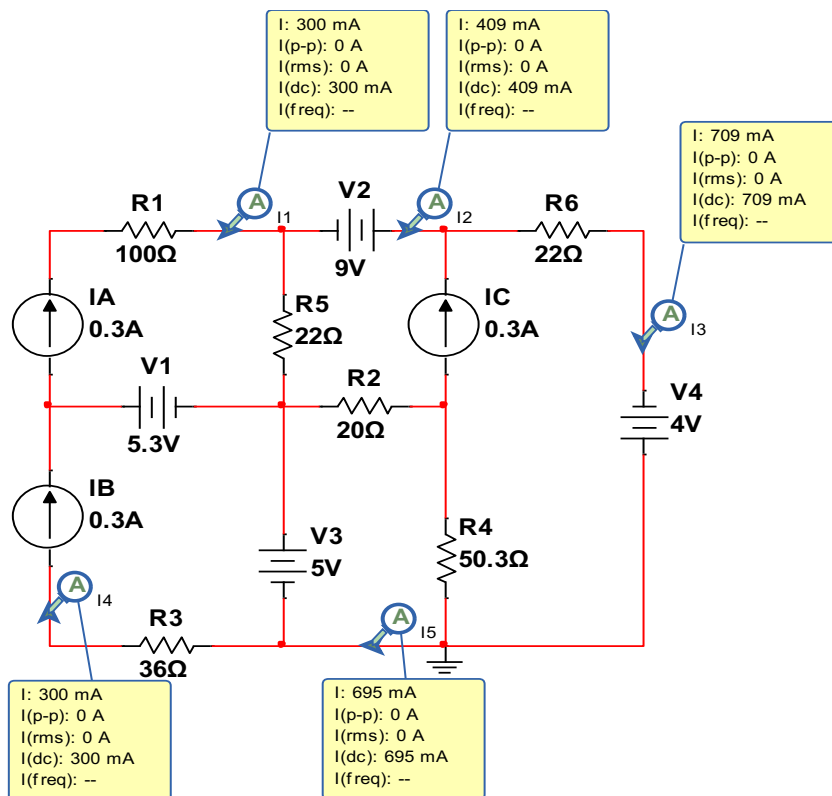 I: 300 mA
I(p-p): 0 A
I(rms): 0 A
I(dc): 300 mA
I(freq): --
I: 409 mA
I(p-p): 0 A
I(rms): 0 A
I(dc): 409 mA
I(freq): --
I: 709 mA
I(p-p): 0 A
I(rms): 0 A
I(dc): 709 mA
I(freq): --
A
I1
A
I2
A
I3
R1
100Ω
V2
9V
R6
22Ω
IA
0.3A
R5
22Ω
IC
0.3A
V1
5.3V
R2
20Ω
V4
4V
IB
0.3A
V3
5V
R4
50.3Ω
A
I4
R3
36Ω
A
I5
I: 300 mA
I(p-p): 0 A
I(rms): 0 A
I(dc): 300 mA
I(freq): --
I: 695 mA
I(p-p): 0 A
I(rms): 0 A
I(dc): 695 mA
I(freq): --